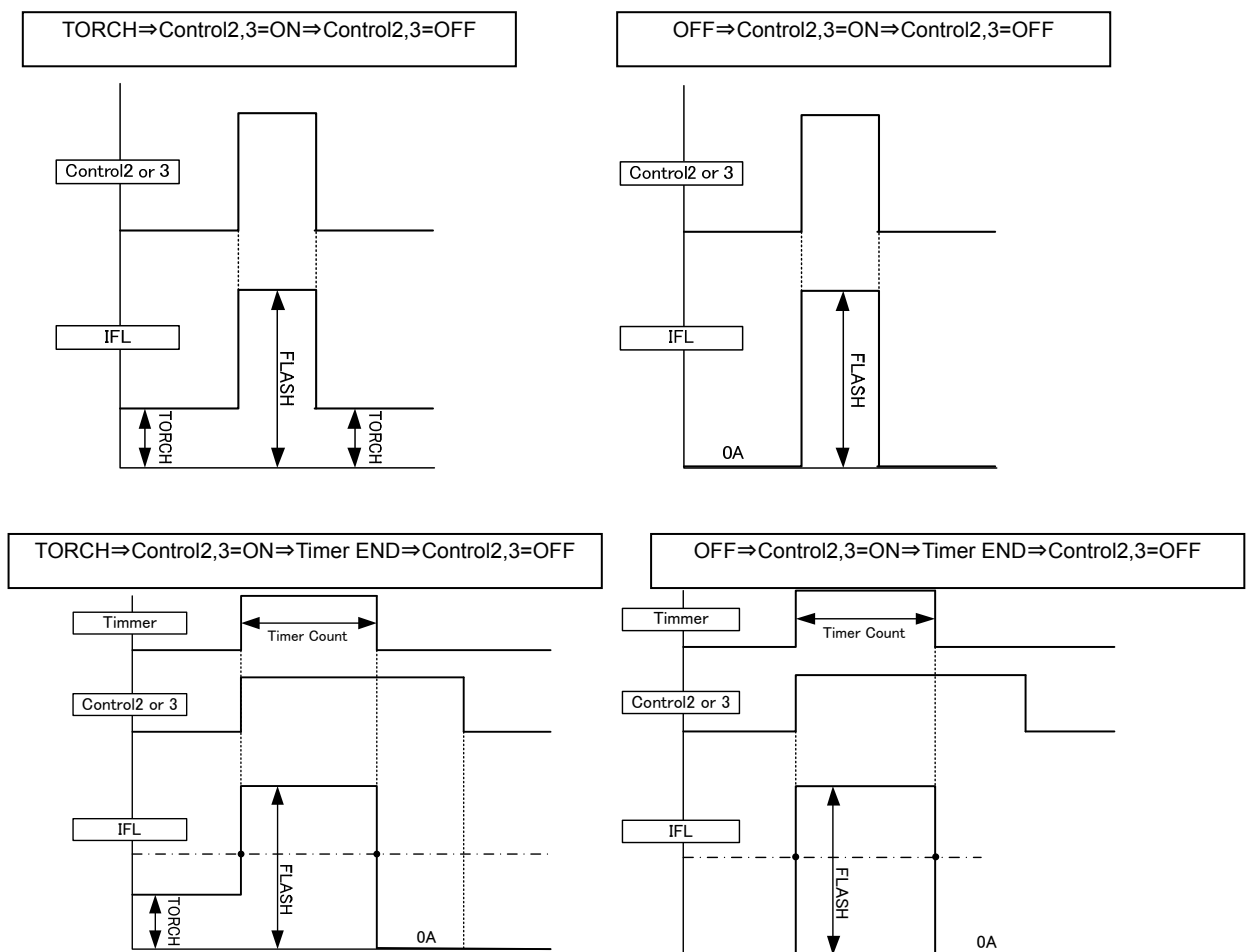 TORCH⇒Control2,3=ON⇒Control2,3=OFF
Control2 or 3
IFL
FLASH
TORCH
TORCH
OFF⇒Control2,3=ON⇒Control2,3=OFF
Control2 or 3
IFL
FLASH
0A
TORCH⇒Control2,3=ON⇒Timer END⇒Control2,3=OFF
Timmer
Timer Count
Control2 or 3
IFL
FLASH
TORCH
0A
OFF⇒Control2,3=ON⇒Timer END⇒Control2,3=OFF
Timmer
Timer Count
Control2 or 3
IFL
FLASH
0A